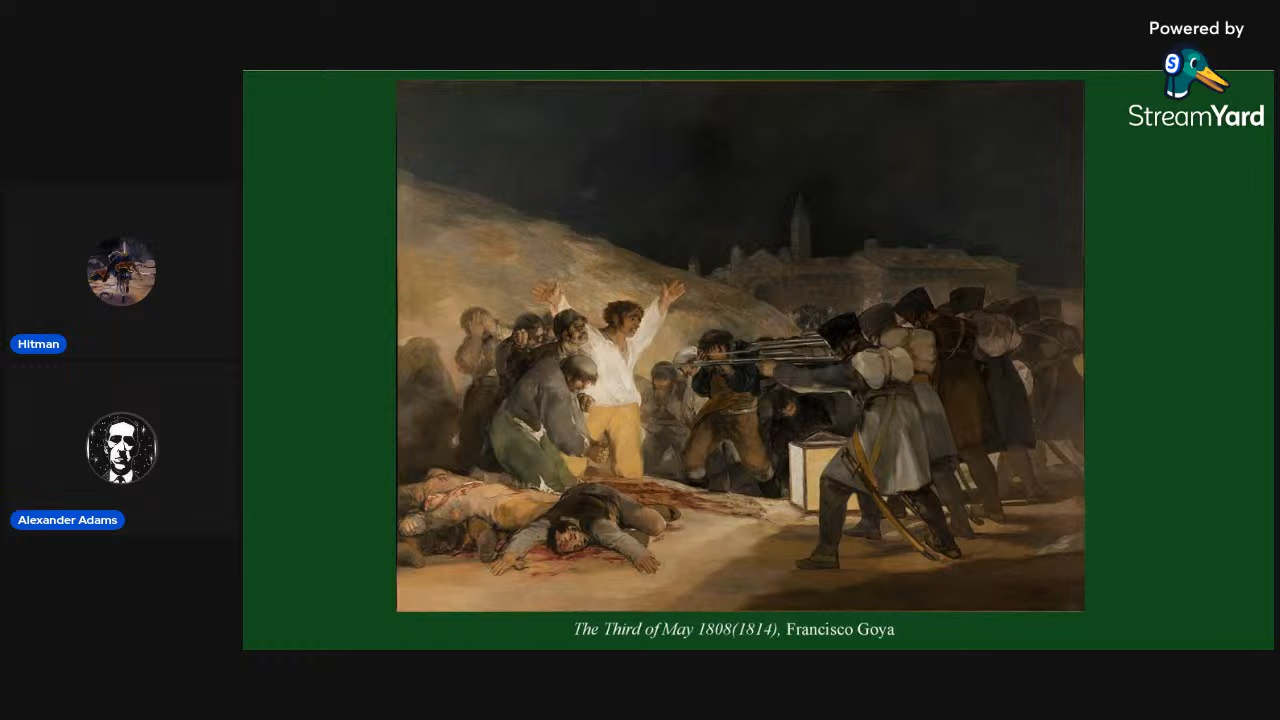 Powered by
S
StreamYard
Hitman
Alexander Adams
The Third of May 1808(1814), Francisco Goya